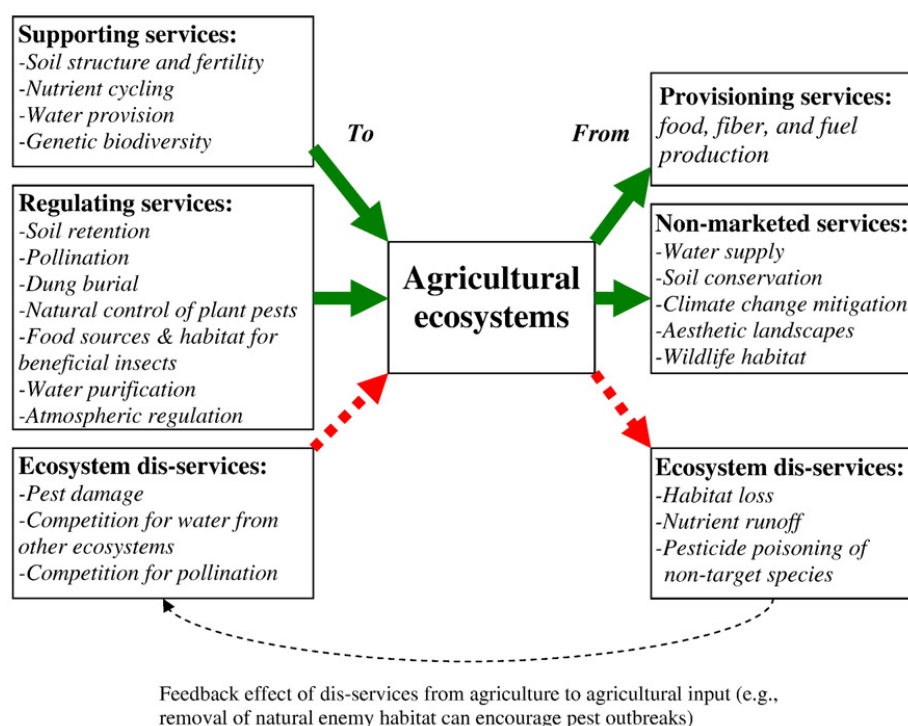 Supporting services:
-Soil structure and fertility
-Nutrient cycling
-Water provision
-Genetic biodiversity
To
From
Provisioning services:
food, fiber, and fuel
production
Regulating services:
-Soil retention
-Pollination
-Dung burial
-Natural control of plant pests
-Food sources & habitat for
beneficial insects
-Water purification
-Atmospheric regulation
Agricultural
ecosystems
Non-marketed services:
-Water supply
-Soil conservation
-Climate change mitigation
-Aesthetic landscapes
-Wildlife habitat
Ecosystem dis-services:
-Pest damage
-Competition for water from
other ecosystems
-Competition for pollination
Ecosystem dis-services:
-Habitat loss
-Nutrient runoff
-Pesticide poisoning of
non-target species
Feedback effect of dis-services from agriculture to agricultural input (e.g.,
removal of natural enemy habitat can encourage pest outbreaks)